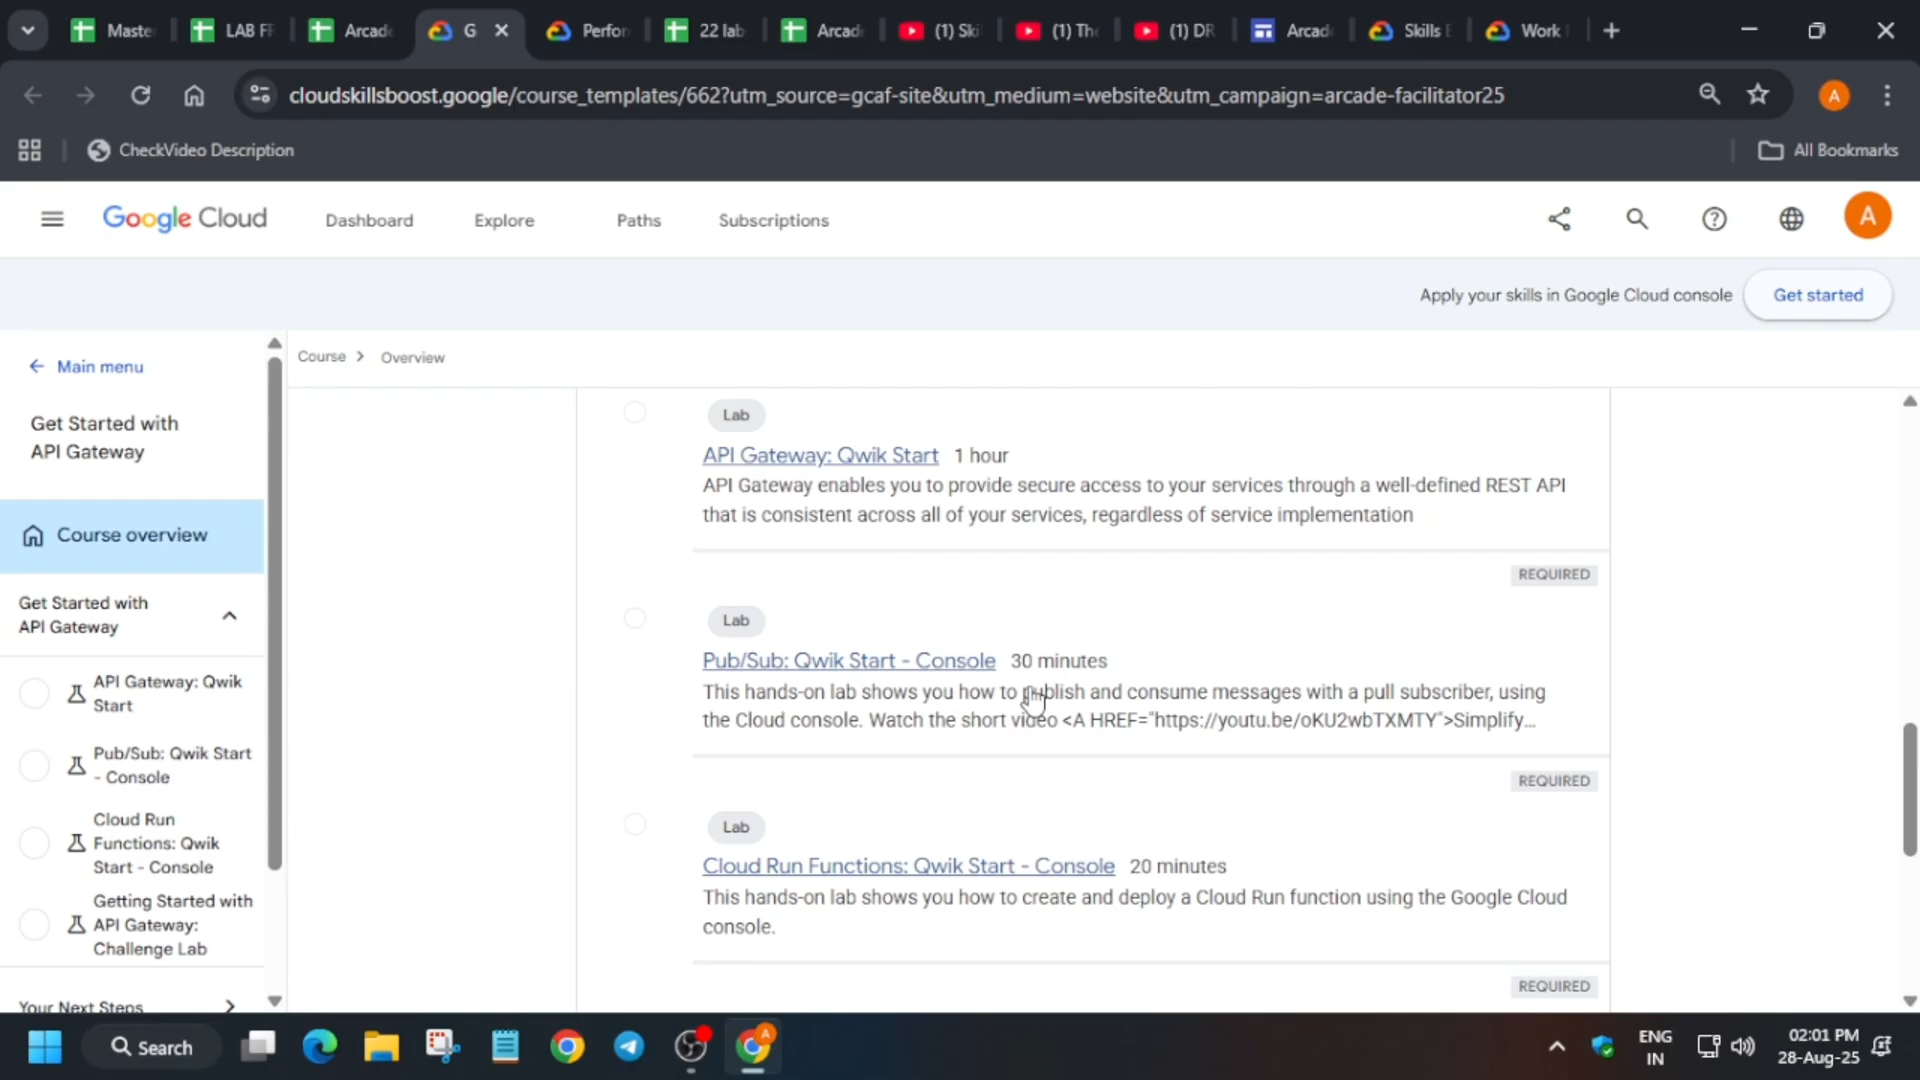 Maste
LAB FF
Arcade
G
Perfon
22 lab
Arcade
(1) Ski
(1) The
(1) DR
Arcade
Skills E
Work
cloudskillsboost.google/course_templates/662?utm_source=gcaf-site&utm_medium=website&utm_campaign=arcade-facilitator25
A
CheckVideo Description
All Bookmarks
Google Cloud
Dashboard
Explore
Paths
Subscriptions
A
Apply your skills in Google Cloud console
Get started
Main menu
Get Started with
API Gateway
Course overview
Get Started with
API Gateway
API Gateway: Qwik
Start
Pub/Sub: Qwik Start
- Console
Cloud Run
Functions: Qwik
Start - Console
Getting Started with
API Gateway:
Challenge Lab
Your Next Steps
Course > Overview
Lab
API Gateway: Qwik Start 1 hour
API Gateway enables you to provide secure access to your services through a well-defined REST API
that is consistent across all of your services, regardless of service implementation
REQUIRED
Lab
Pub/Sub: Qwik Start - Console 30 minutes
This hands-on lab shows you how to publish and consume messages with a pull subscriber, using
the Cloud console. Watch the short video <A HREF="https://youtu.be/oKU2wbTXMTY">Simplify...
REQUIRED
Lab
Cloud Run Functions: Qwik Start - Console 20 minutes
This hands-on lab shows you how to create and deploy a Cloud Run function using the Google Cloud
console.
REQUIRED
Search
A
ENG
IN
02:01 PM
28-Aug-25